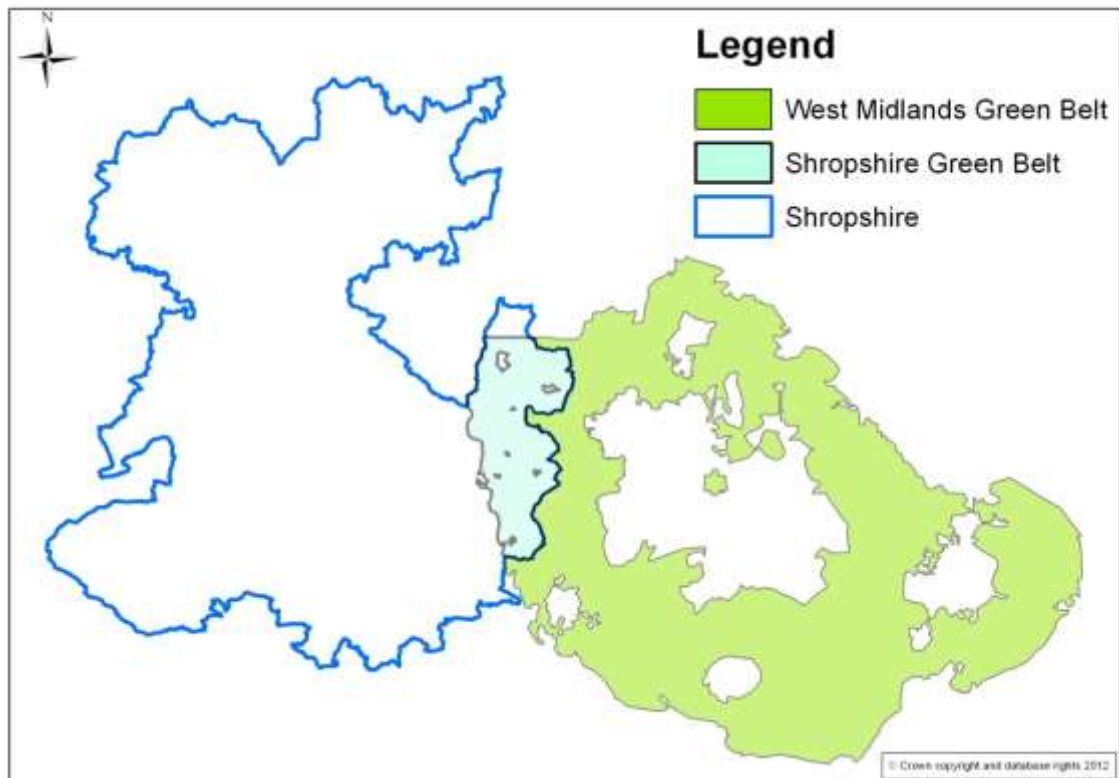 N
Legend
West Midlands Green Belt
Shropshire Green Belt
Shropshire
© Crown copyright and database rights 2012